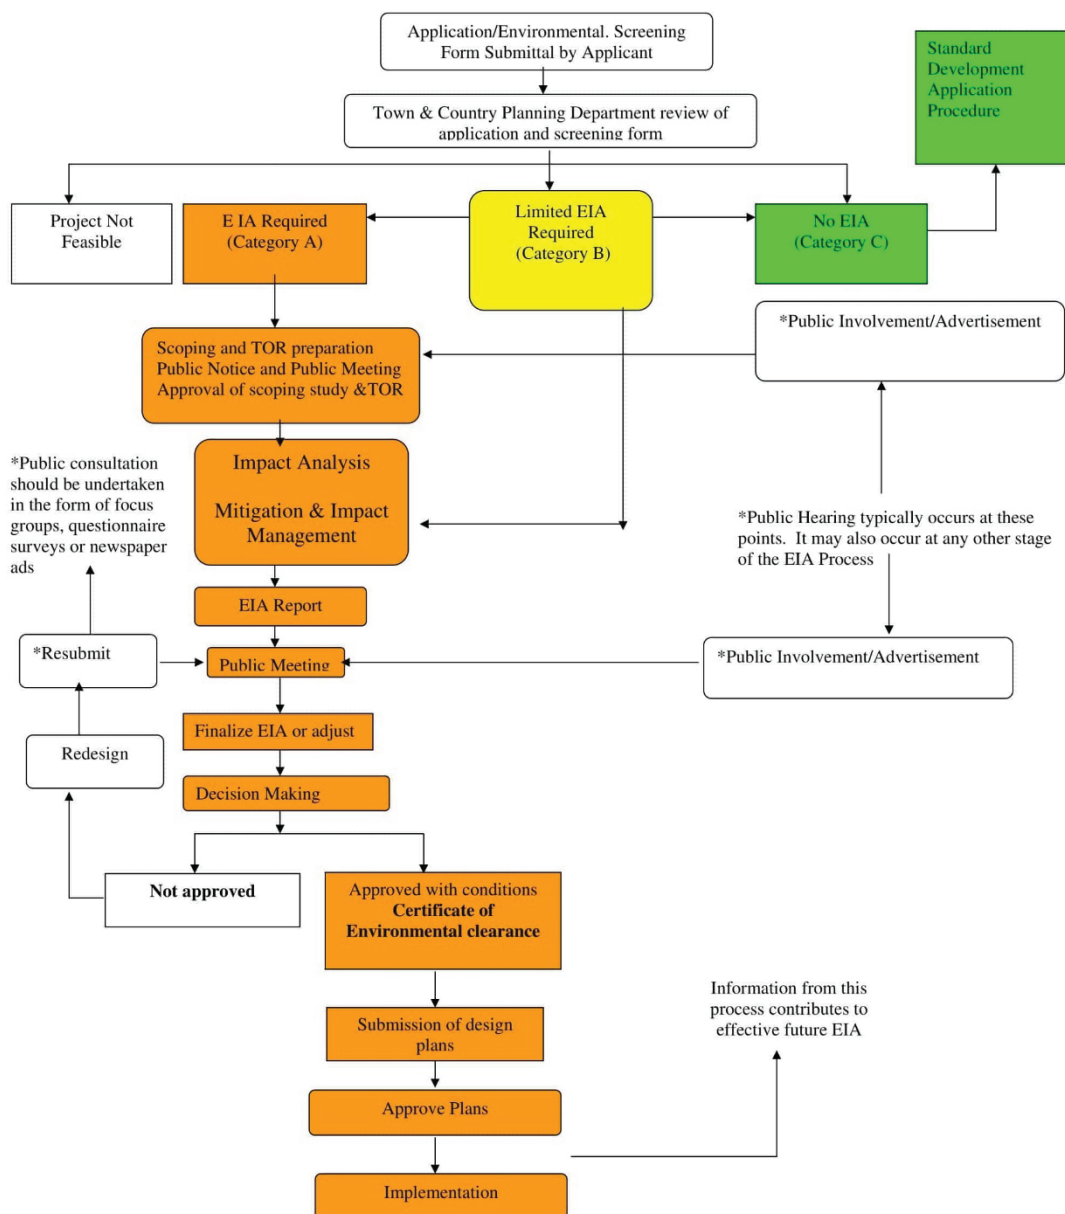 Application/Environmental. Screening
Form Submittal by Applicant
Standard
Development
Application
Procedure
Town & Country Planning Department review of
application and screening form
Project Not
Feasible
E IA Required
(Category A)
Limited EIA
Required
(Category B)
No EIA
(Category C)
*Public Involvement/Advertisement
Scoping and TOR preparation
Public Notice and Public Meeting
Approval of scoping study &TOR
*Public consultation
should be undertaken
in the form of focus
groups, questionnaire
surveys or newspaper
ads
Impact Analysis
Mitigation & Impact
Management
*Public Hearing typically occurs at these
points. It may also occur at any other stage
of the EIA Process
EIA Report
*Resubmit
Public Meeting
*Public Involvement/Advertisement
Finalize EIA or adjust
Redesign
Decision Making
Not approved
Approved with conditions
Certificate of
Environmental clearance
Information from this
process contributes to
effective future EIA
Submission of design
plans
Approve Plans
Implementation